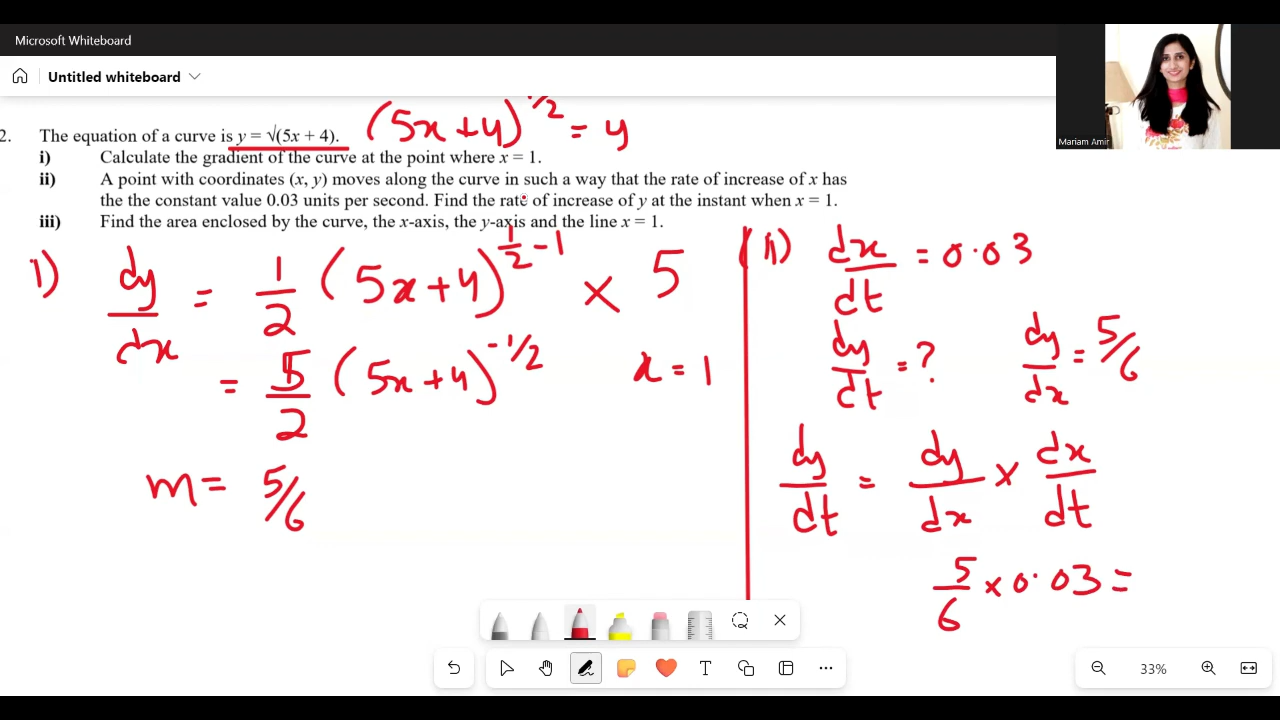 Microsoft Whiteboard
Untitled whiteboard
Mariam Amir
(5x+4)^1/2 = y
2. The equation of a curve is y = √(5x + 4).
i) Calculate the gradient of the curve at the point where x = 1.
ii) A point with coordinates (x, y) moves along the curve in such a way that the rate of increase of x has
the the constant value 0.03 units per second. Find the rate of increase of y at the instant when x = 1.
iii) Find the area enclosed by the curve, the x-axis, the y-axis and the line x = 1.
i) dy/dx = 1/2 (5x+4)^1/2-1 × 5
= 5/2 (5x+4)^-1/2 x = 1
m = 5/6
ii) dx/dt = 0.03
dy/dt = ? dy/dx = 5/6
dy/dt = dy/dx × dx/dt
5/6 × 0.03 =
33%